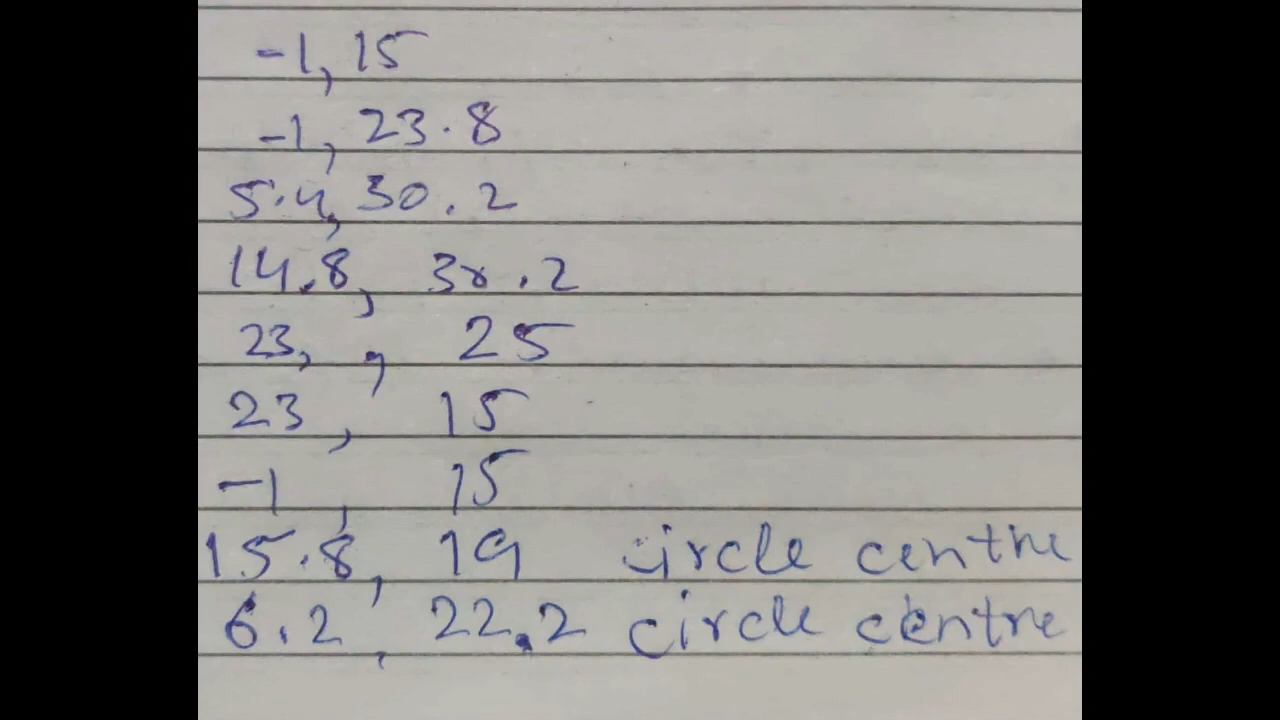 -1, 15
-1, 23.8
5.4, 30.2
14.8, 30.2
23, , 25
23, 15
-1, 15
15.8, 19 circle centre
6.2, 22.2 circle centre